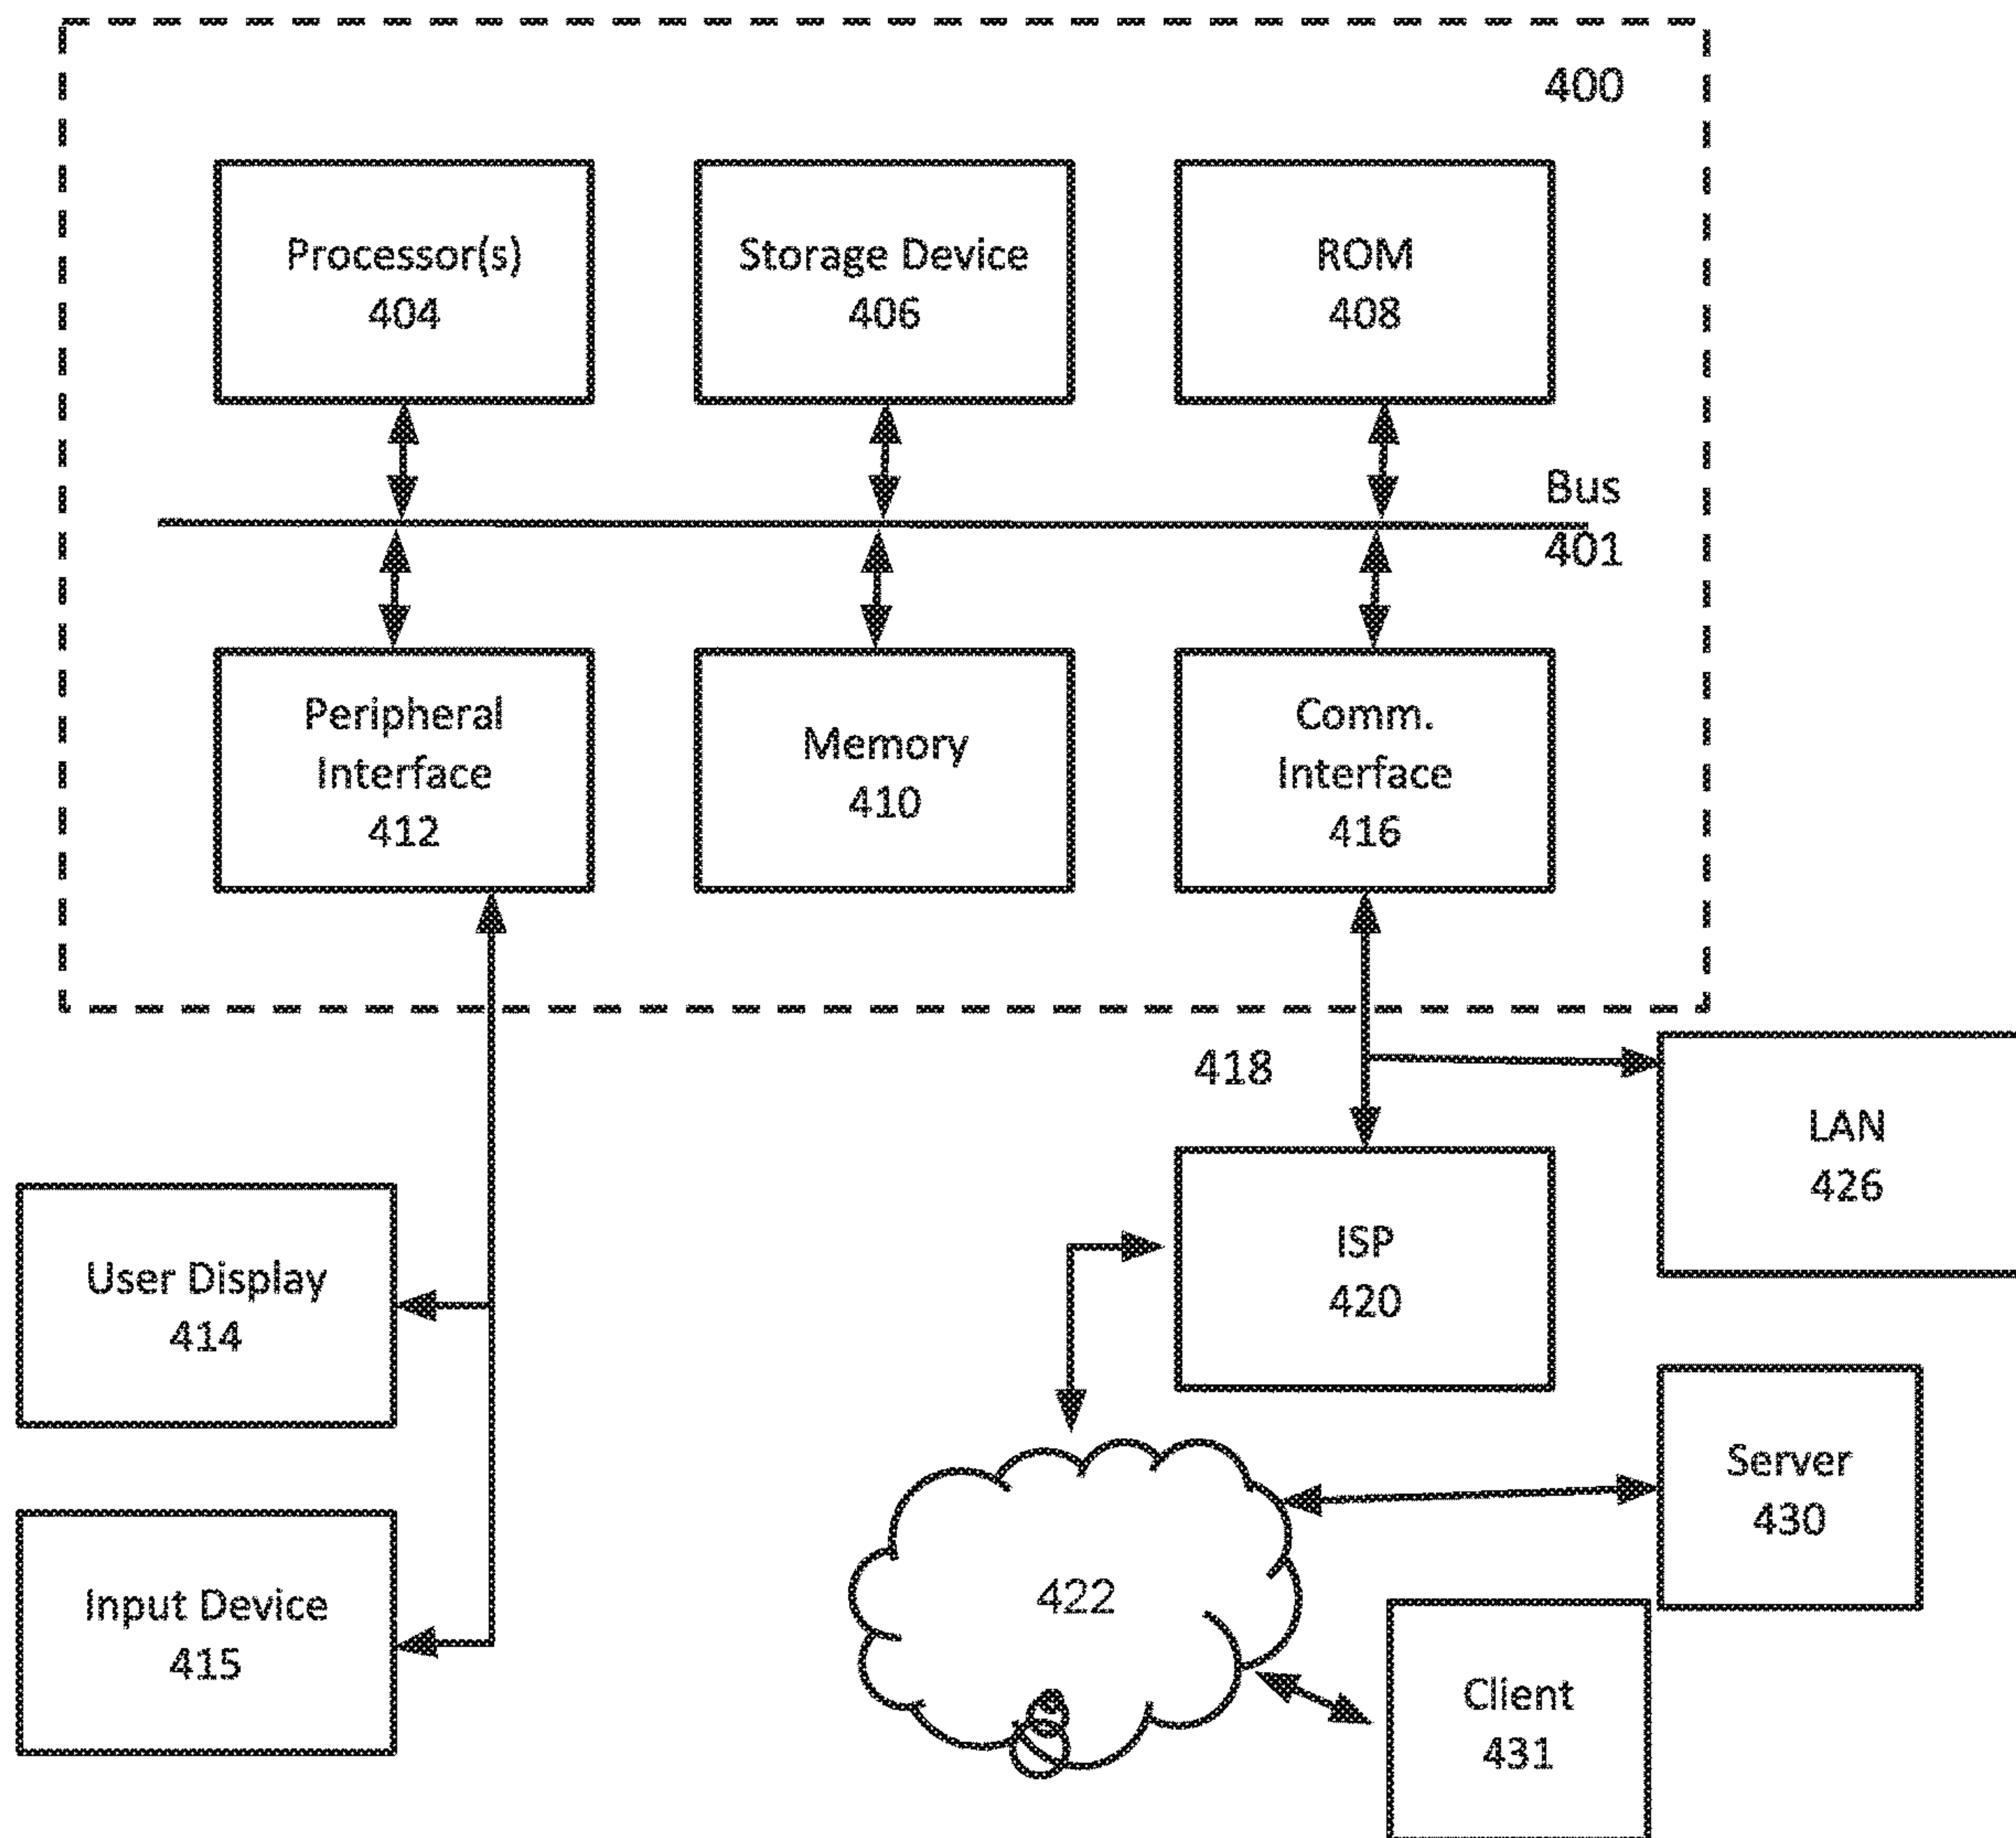 400
Processor(s)
404
Storage Device
406
ROM
408
Bus
401
Peripheral
Interface
412
Memory
410
Comm.
Interface
416
418
LAN
426
User Display
414
ISP
420
Server
430
Input Device
415
422
Client
431